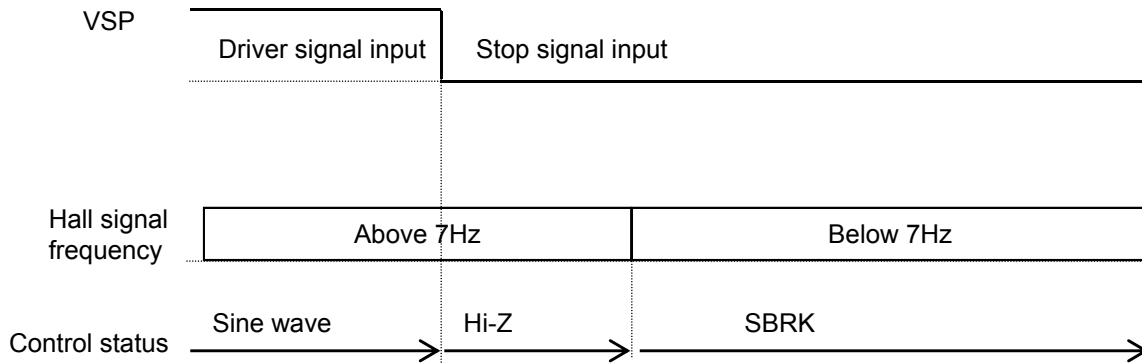 VSP
Driver signal input
Stop signal input
Hall signal
frequency
Above 7Hz
Below 7Hz
Control status
Sine wave
Hi-Z
SBRK